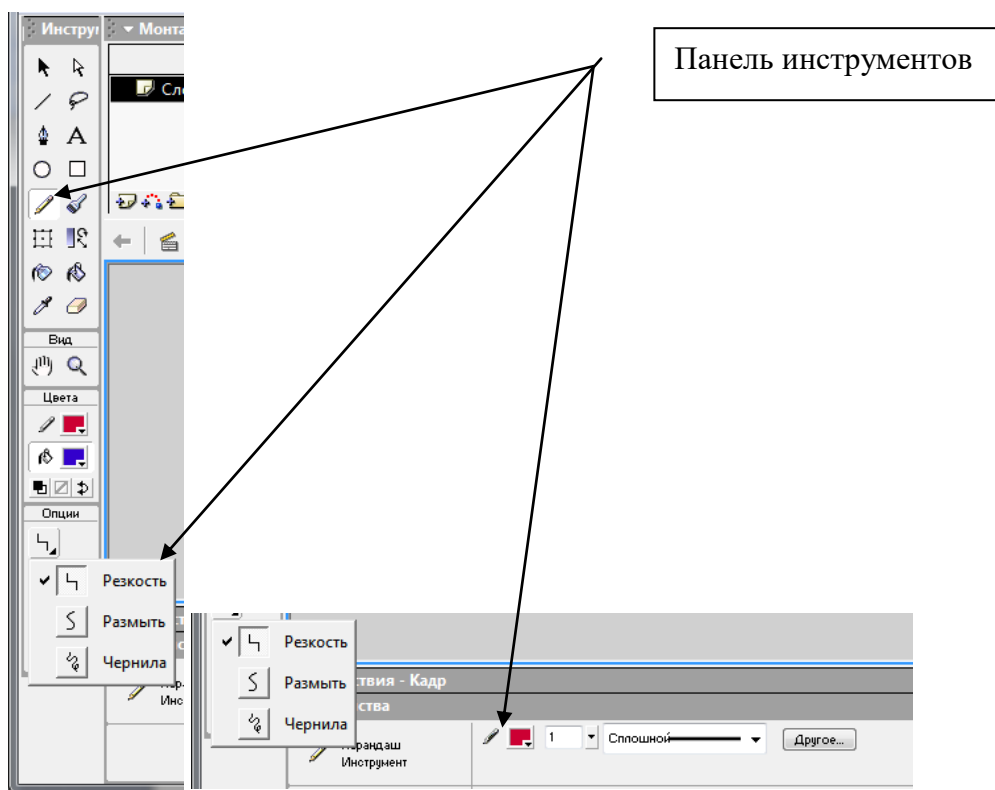 Инстру
Монта
Панель инструментов
Сл
A
Вид
Цвета
Опции
Резкость
Размыть
Чернила
Инс
Резкость
Размыть
Чернила
ствия - Кадр
ства
Карандаш
Инструмент
1
Сплошной
Другое...